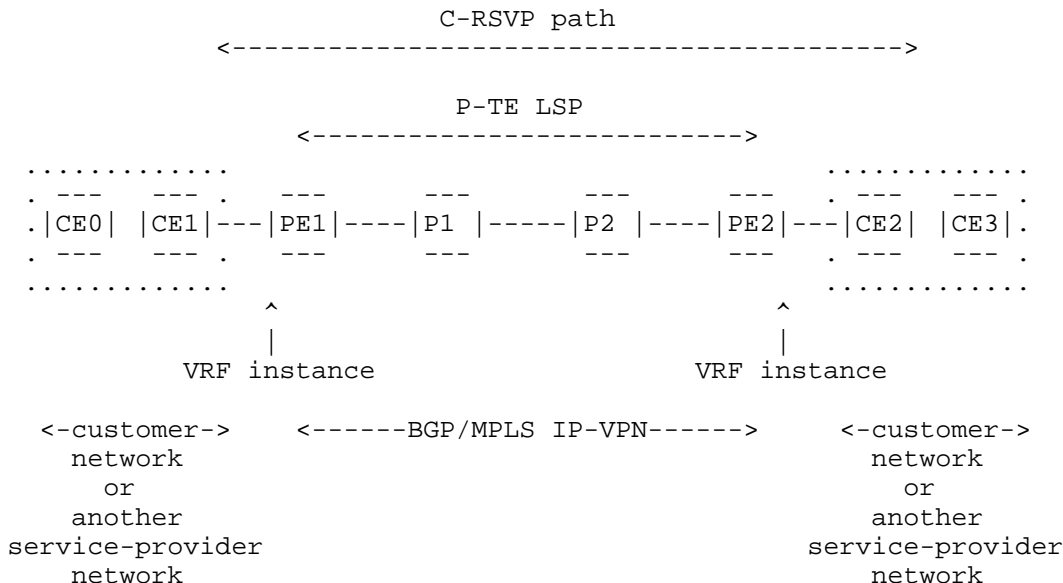 C-RSVP path
<------------------------------------------>
P-TE LSP
<--------------------------->
............. .............
. --- --- . --- --- --- --- . --- --- .
.|CE0| |CE1|---|PE1|----|P1 |-----|P2 |----|PE2|---|CE2| |CE3|.
. --- --- . --- --- --- --- . --- --- .
............. .............
^ ^
| |
VRF instance VRF instance
<-customer-> <------BGP/MPLS IP-VPN------> <-customer->
network network
or or
another another
service-provider service-provider
network network